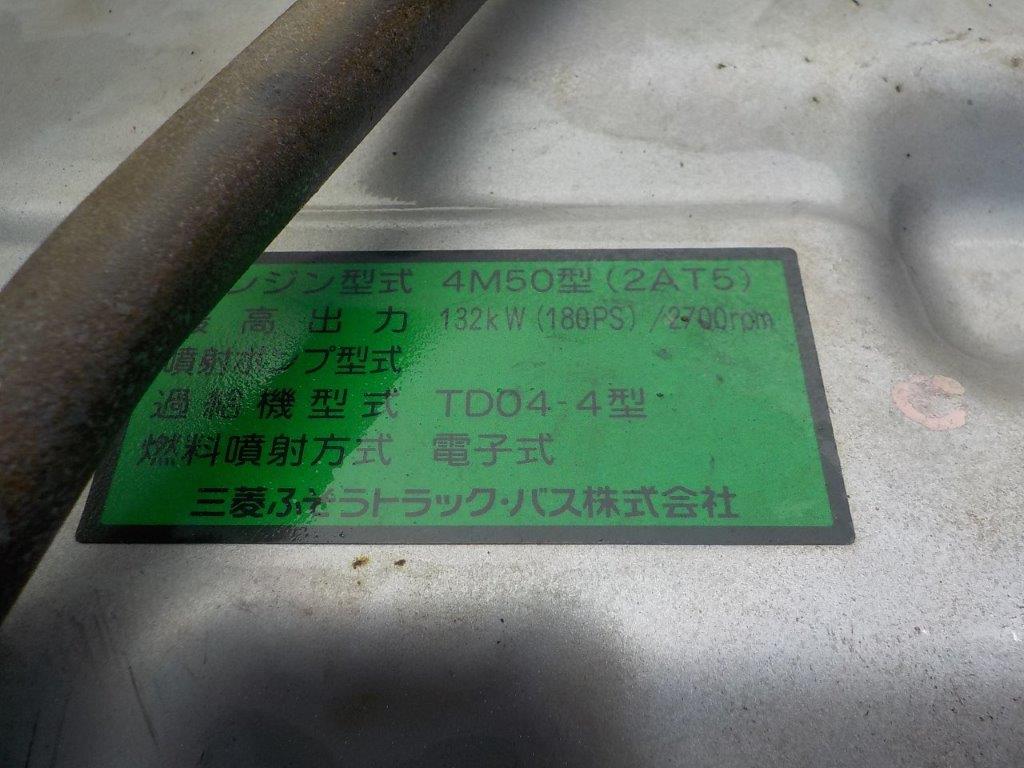 ンジン型式 4M50型(2AT5)
高出力 132kW(180PS)/2700rpm
噴射ポンプ型式
過給機型式 TD04-4型
燃料噴射方式 電子式
三菱ふそうトラック・バス株式会社
C